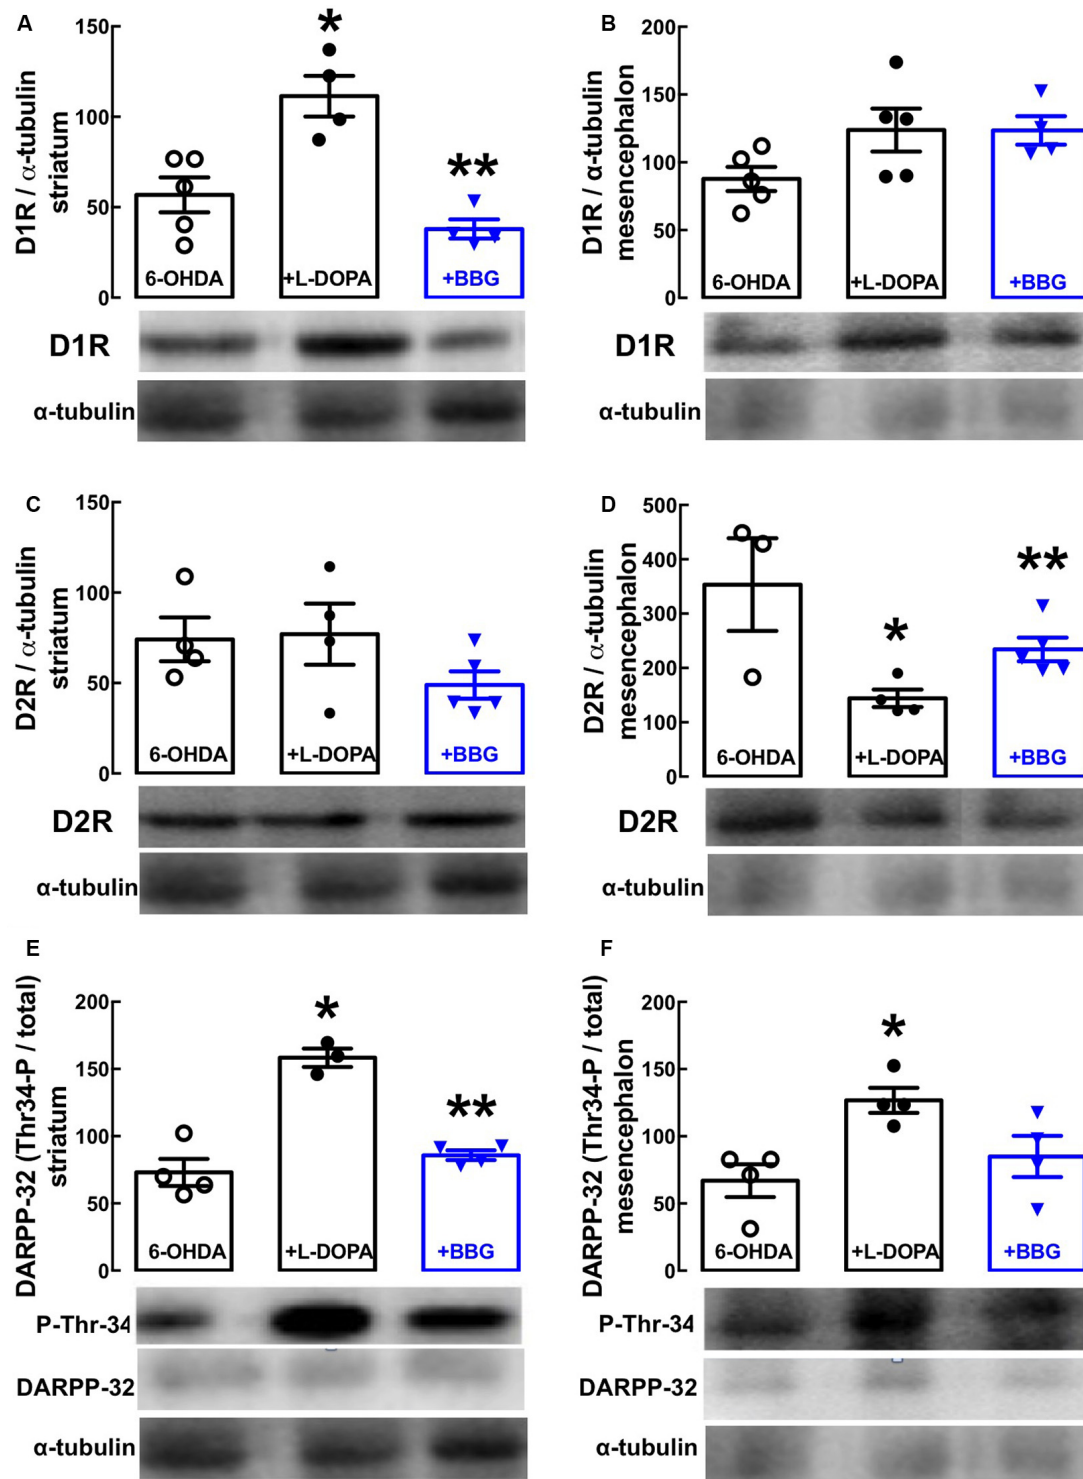 A
D1R / α-tubulin
striatum
150
100
50
0
*
**
6-OHDA
+L-DOPA
+BBG
D1R
α-tubulin
B
D1R / α-tubulin
mesencephalon
200
150
100
50
0
6-OHDA
+L-DOPA
+BBG
D1R
α-tubulin
C
D2R / α-tubulin
striatum
150
100
50
0
6-OHDA
+L-DOPA
+BBG
D2R
α-tubulin
D
D2R / α-tubulin
mesencephalon
500
400
300
200
100
0
*
**
6-OHDA
+L-DOPA
+BBG
D2R
α-tubulin
E
DARPP-32 (Thr34-P / total)
striatum
200
150
100
50
0
*
**
6-OHDA
+L-DOPA
+BBG
P-Thr-34
DARPP-32
α-tubulin
F
DARPP-32 (Thr34-P / total)
mesencephalon
200
150
100
50
0
*
6-OHDA
+L-DOPA
+BBG
P-Thr-34
DARPP-32
α-tubulin